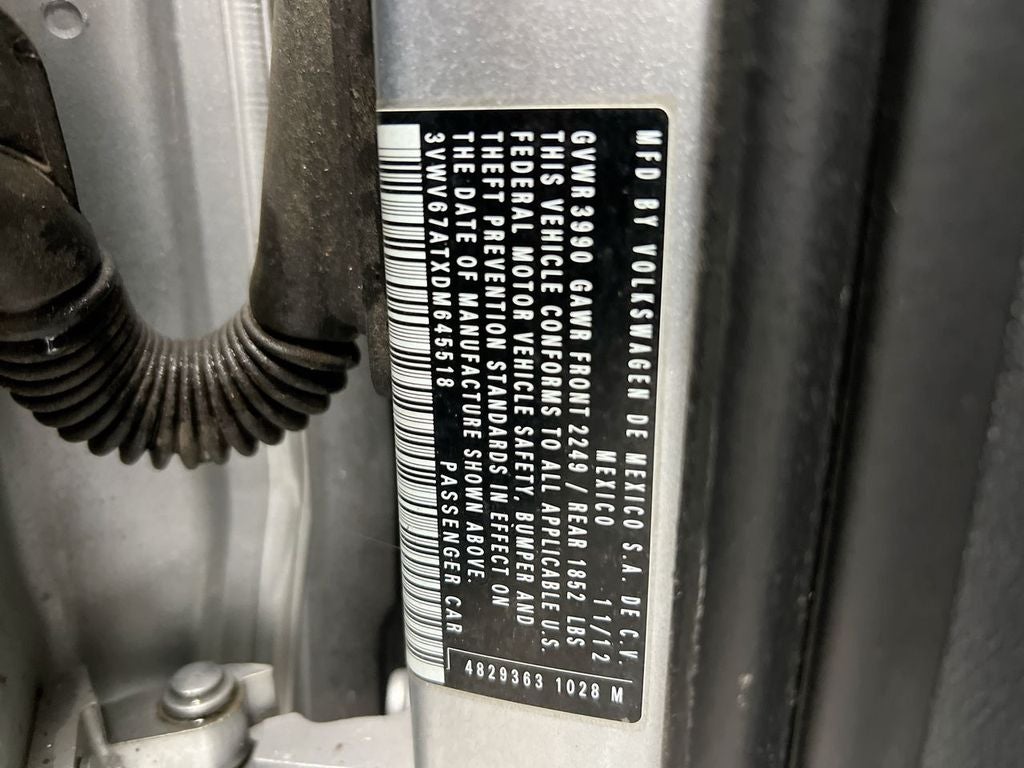 MFD BY VOLKSWAGEN DE MEXICO S.A. DE C.V.
MEXICO 11/12
GVWR 3990 GAWR FRONT 2249 / REAR 1852 LBS
THIS VEHICLE CONFORMS TO ALL APPLICABLE U.S.
FEDERAL MOTOR VEHICLE SAFETY, BUMPER AND
THEFT PREVENTION STANDARDS IN EFFECT ON
THE DATE OF MANUFACTURE SHOWN ABOVE.
3VWV67ATXDM645518 PASSENGER CAR
4829363 1028 M